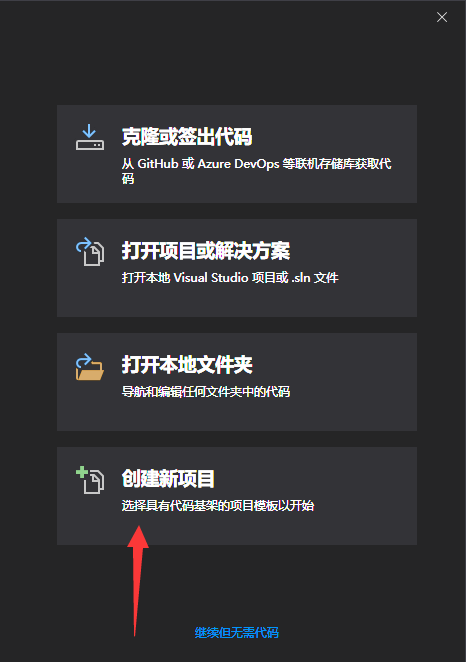 克隆或签出代码
从 GitHub 或 Azure DevOps 等联机存储库获取代
码
打开项目或解决方案
打开本地 Visual Studio 项目或 .sln 文件
打开本地文件夹
导航和编辑任何文件夹中的代码
创建新项目
选择具有代码基架的项目模板以开始
继续但无需代码